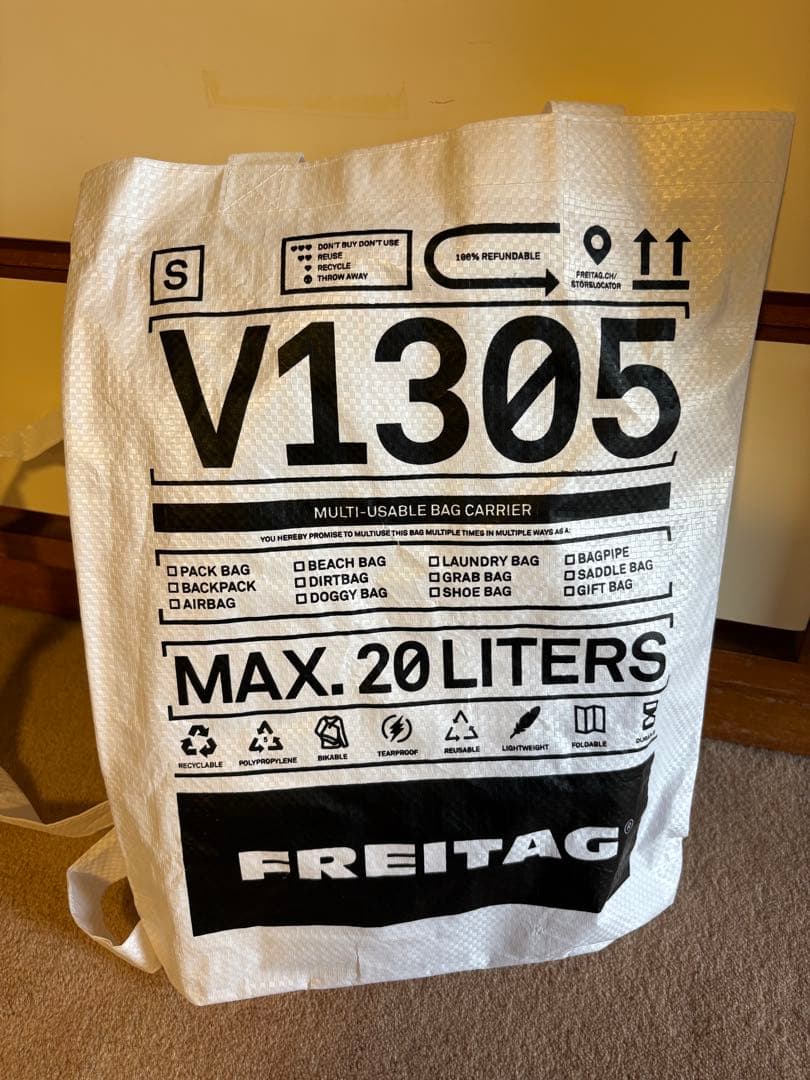 S
DON'T BUY DON'T USE
REUSE
RECYCLE
THROW AWAY
100% REFUNDABLE
FREITAG.CH/
STORELOCATOR
V1305
MULTI-USABLE BAG CARRIER
YOU HEREBY PROMISE TO MULTIUSE THIS BAG MULTIPLE TIMES IN MULTIPLE WAYS AS A:
PACK BAG
BACKPACK
AIRBAG
BEACH BAG
DIRTBAG
DOGGY BAG
LAUNDRY BAG
GRAB BAG
SHOE BAG
BAGPIPE
SADDLE BAG
GIFT BAG
MAX. 20 LITERS
RECYCLABLE
5
POLYPROPYLENE
BIKABLE
TEARPROOF
REUSABLE
LIGHTWEIGHT
FOLDABLE
FREITAG®